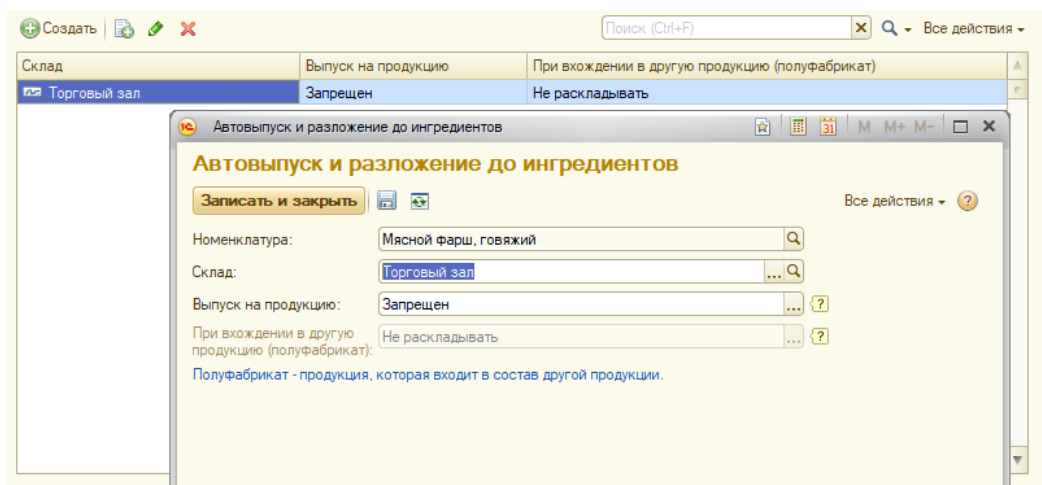 Создать Поиск (Ctrl+F) Все действия
Склад Выпуск на продукцию При вхождении в другую продукцию (полуфабрикат)
Торговый зал Запрещен Не раскладывать
1С Автовыпуск и разложение до ингредиентов 31 M M+ M-
Автовыпуск и разложение до ингредиентов
Записать и закрыть Все действия ?
Номенклатура: Мясной фарш, говяжий
Склад: Торговый зал ...
Выпуск на продукцию: Запрещен ... ?
При вхождении в другую
продукцию (полуфабрикат): Не раскладывать ... ?
Полуфабрикат - продукция, которая входит в состав другой продукции.